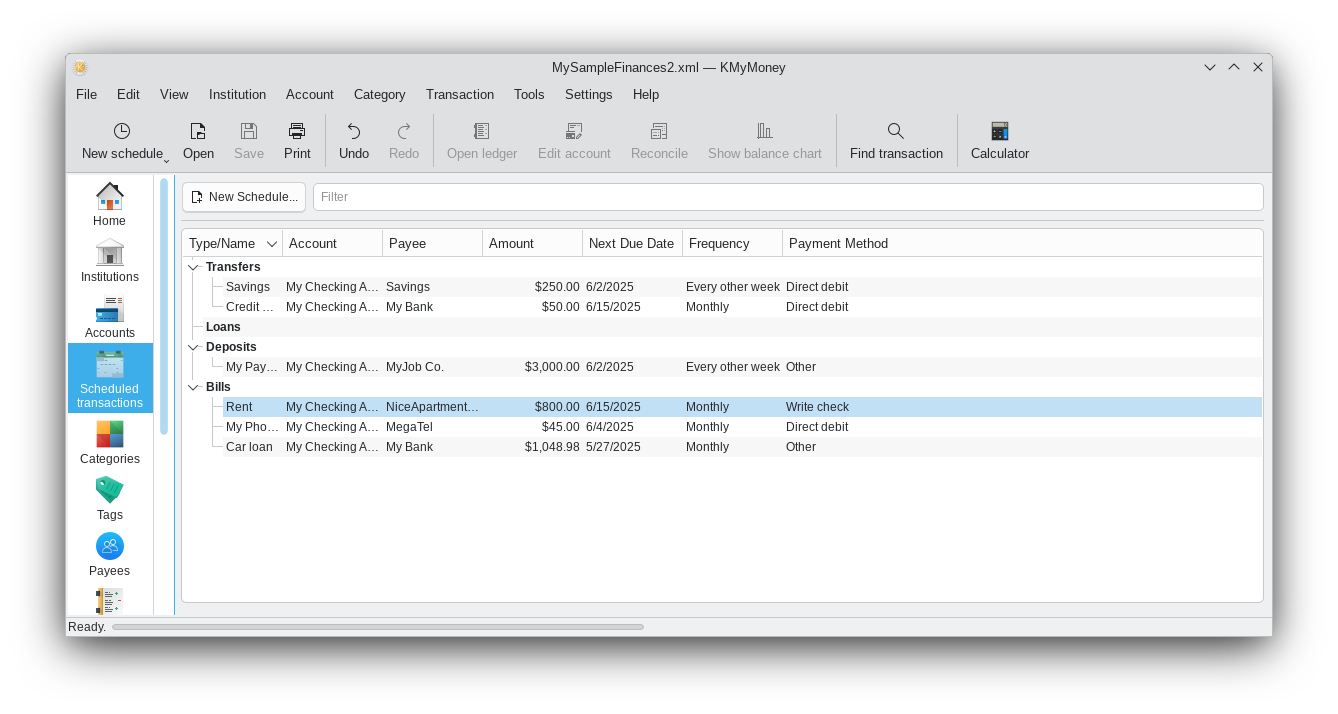 MySampleFinances2.xml — KMyMoney
File Edit View Institution Account Category Transaction Tools Settings Help
New schedule Open Save Print Undo Redo Open ledger Edit account Reconcile Show balance chart Find transaction Calculator
Home
Institutions
Accounts
Scheduled
transactions
Categories
Tags
Payees
New Schedule... Filter
Type/Name Account Payee Amount Next Due Date Frequency Payment Method
Transfers
Savings My Checking A... Savings $250.00 6/2/2025 Every other week Direct debit
Credit ... My Checking A... My Bank $50.00 6/15/2025 Monthly Direct debit
Loans
Deposits
My Pay... My Checking A... MyJob Co. $3,000.00 6/2/2025 Every other week Other
Bills
Rent My Checking A... NiceApartment... $800.00 6/15/2025 Monthly Write check
My Pho... My Checking A... MegaTel $45.00 6/4/2025 Monthly Direct debit
Car loan My Checking A... My Bank $1,048.98 5/27/2025 Monthly Other
Ready.